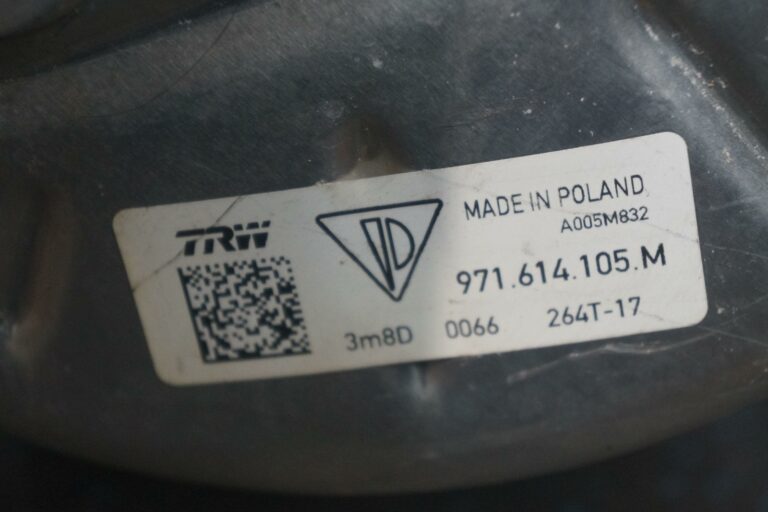 TRW
MADE IN POLAND
A005M832
971.614.105.M
3m8D 0066 264T-17